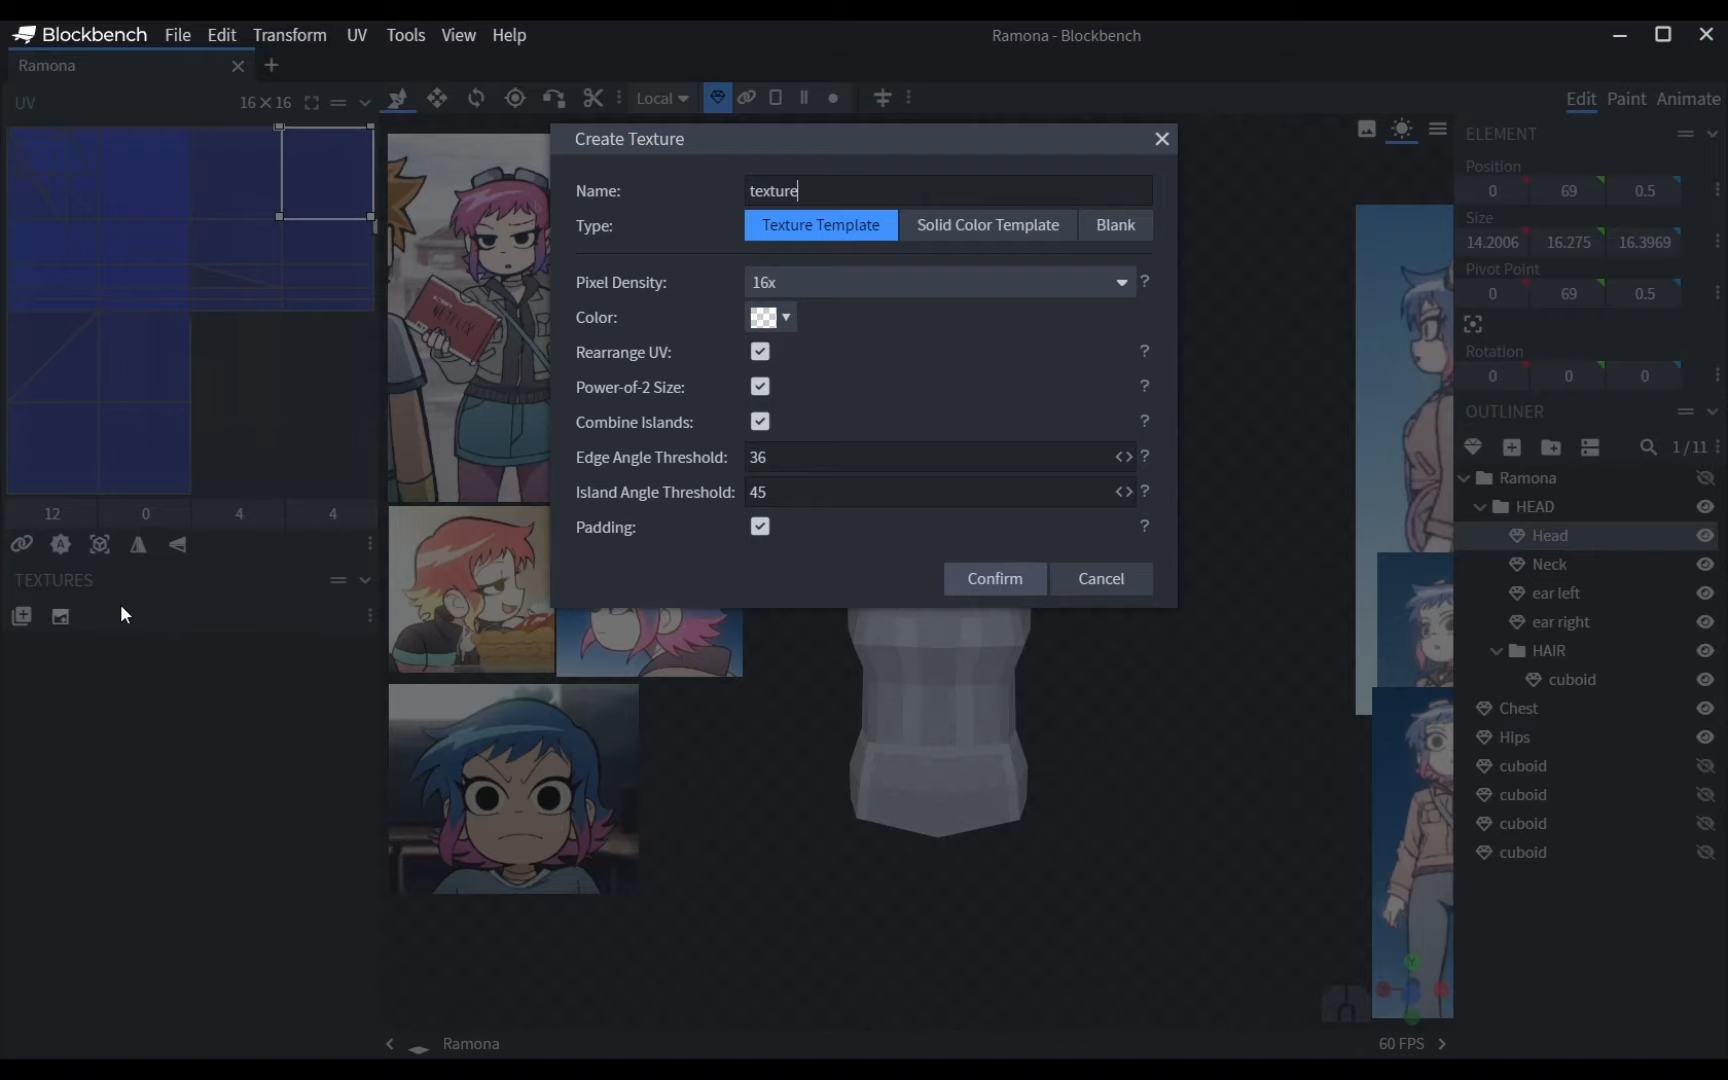 Blockbench File Edit Transform UV Tools View Help
Ramona - Blockbench
Ramona
UV 16×16
Local
Edit Paint Animate
Create Texture
Name: texture
Type: Texture Template Solid Color Template Blank
Pixel Density: 16x ?
Color:
Rearrange UV: ?
Power-of-2 Size: ?
Combine Islands: ?
Edge Angle Threshold: 36 ?
Island Angle Threshold: 45 ?
Padding: ?
Confirm Cancel
NETFLIX
12 0 4 4
TEXTURES
ELEMENT
Position
0 69 0.5
Size
14.2006 16.275 16.3969
Pivot Point
0 69 0.5
Rotation
0 0 0
OUTLINER
1/11
Ramona
HEAD
Head
Neck
ear left
ear right
HAIR
cuboid
Chest
Hips
cuboid
cuboid
cuboid
cuboid
Ramona
60 FPS